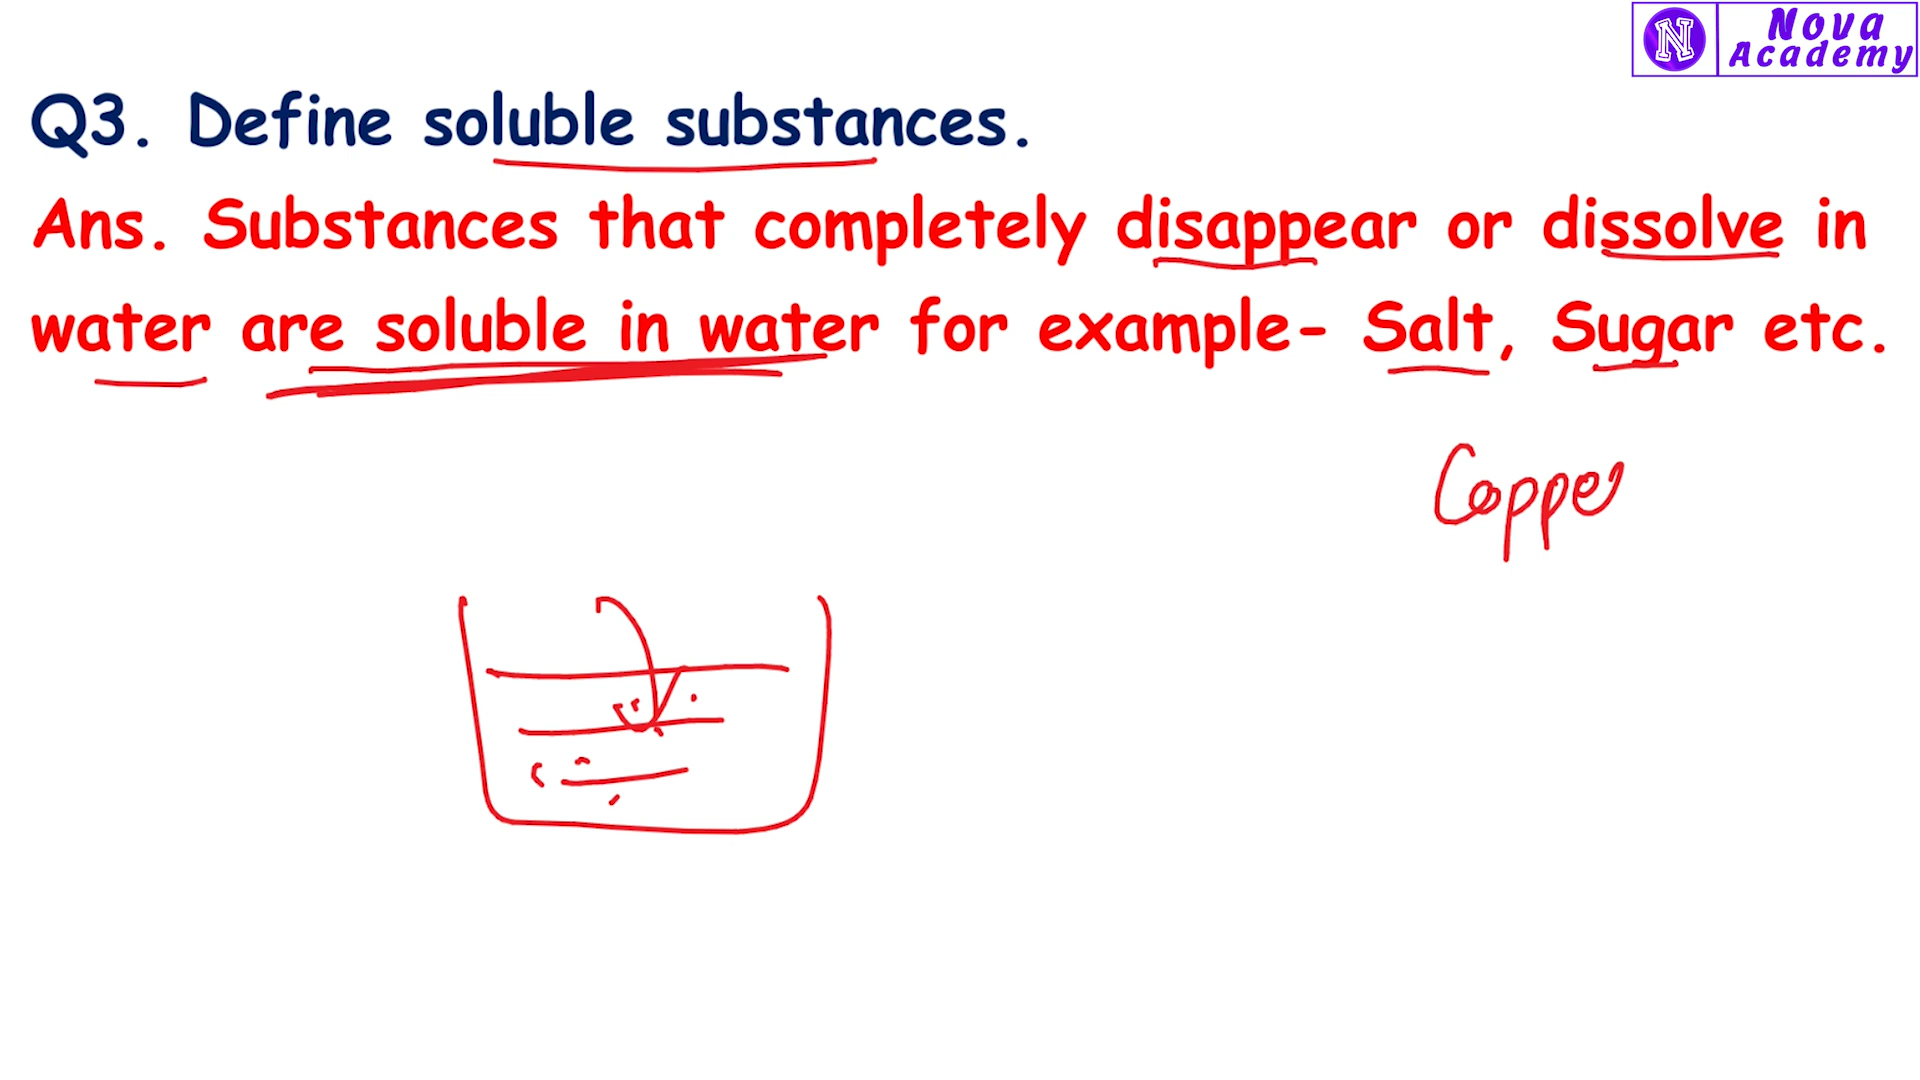 N
Nova
Academy
Q3. Define soluble substances.
Ans. Substances that completely disappear or dissolve in
water are soluble in water for example- Salt, Sugar etc.
Copper